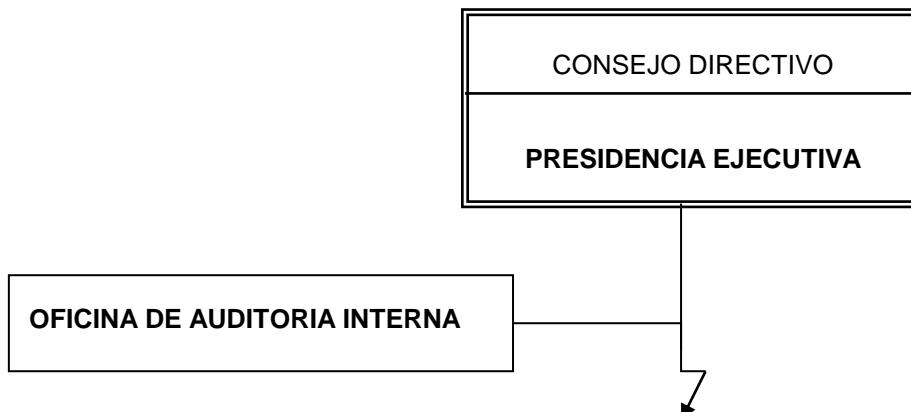 CONSEJO DIRECTIVO
PRESIDENCIA EJECUTIVA
OFICINA DE AUDITORIA INTERNA